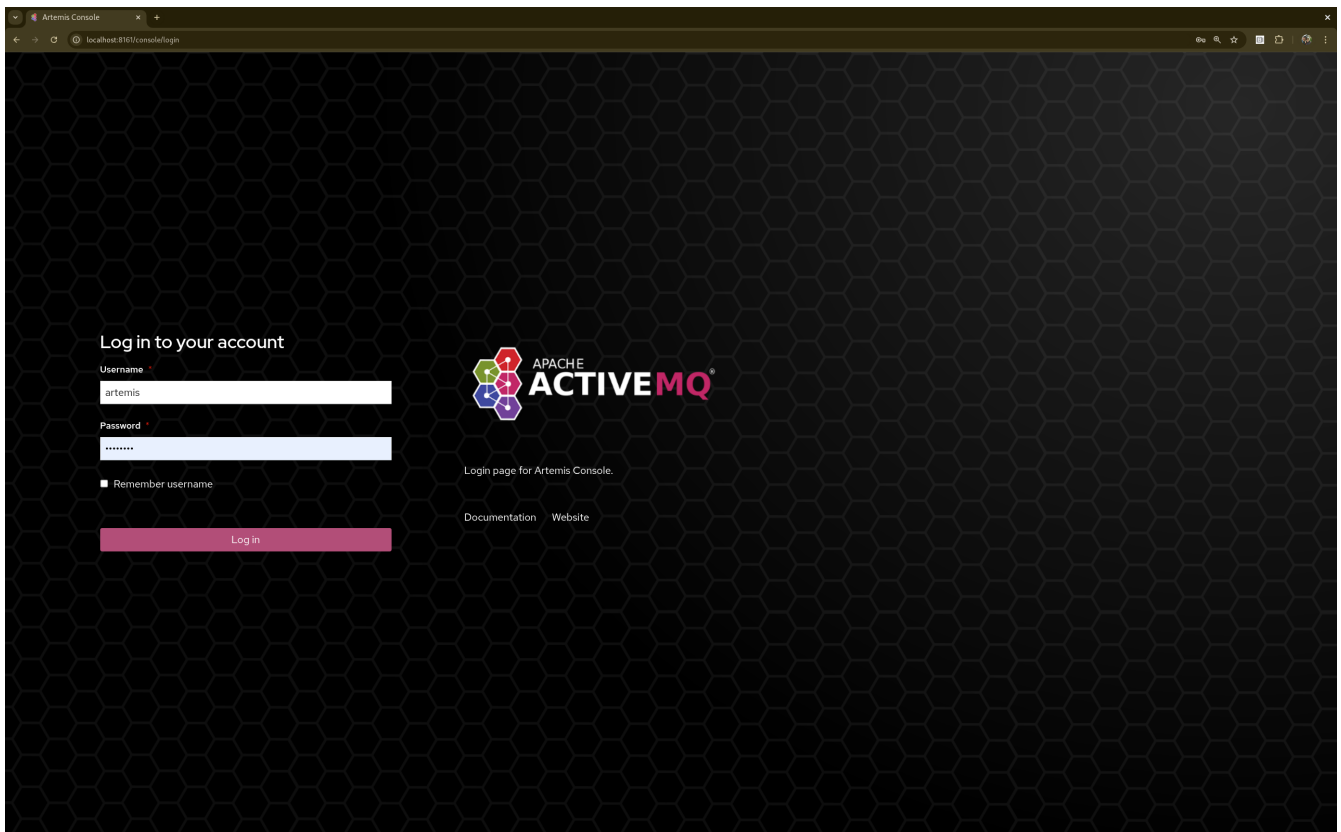 Artemis Console
localhost:8161/console/login
Log in to your account
Username *
artemis
Password *
••••••••
Remember username
Log in
APACHE
ACTIVEMQ®
Login page for Artemis Console.
Documentation Website